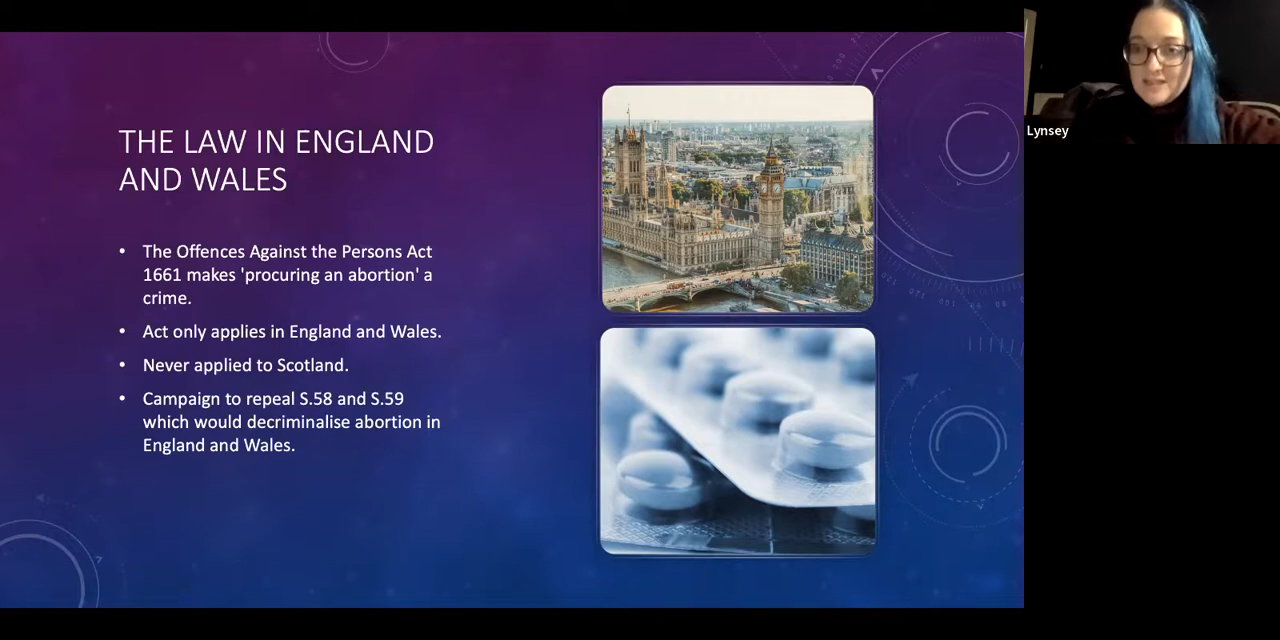 THE LAW IN ENGLAND
AND WALES
• The Offences Against the Persons Act
1661 makes 'procuring an abortion' a
crime.
• Act only applies in England and Wales.
• Never applied to Scotland.
• Campaign to repeal S.58 and S.59
which would decriminalise abortion in
England and Wales.
Lynsey